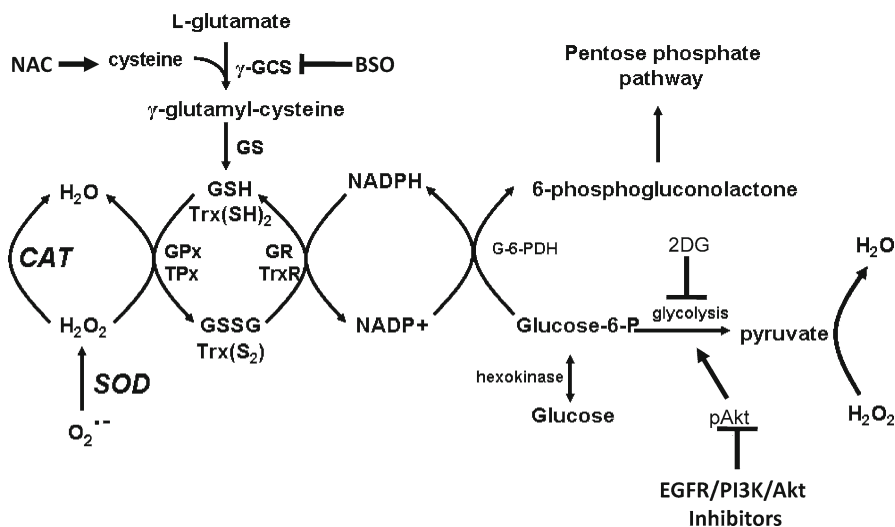 L-glutamate
NAC
cysteine
γ-GCS
BSO
γ-glutamyl-cysteine
GS
Pentose phosphate
pathway
H₂O
GSH
Trx(SH)₂
NADPH
6-phosphogluconolactone
CAT
GPx
TPx
GR
TrxR
G-6-PDH
2DG
H₂O
H₂O₂
GSSG
Trx(S₂)
NADP+
Glucose-6-P
glycolysis
pyruvate
SOD
hexokinase
O₂·-
Glucose
pAkt
H₂O₂
EGFR/PI3K/Akt
Inhibitors